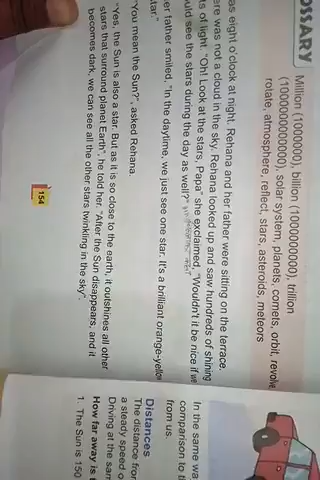 OSSARY
Million (1000000), billion (1000000000), trillion
(1000000000000), solar system, planets, comets, orbit, revolve
rotate, atmosphere, reflect, stars, asteroids, meteors
as eight o'clock at night. Rehana and her father were sitting on the terrace.
ere was not a cloud in the sky. Rehana looked up and saw hundreds of shining
ts of light. "Oh! Look at the stars, Papa" she exclaimed. "Wouldn't it be nice if we
uld see the stars during the day as well?"
er father smiled. "In the daytime, we just see one star. It's a brilliant orange-yellow
tar."
"You mean the Sun?", asked Rehana.
"Yes, the Sun is also a star. But as it is so close to the earth, it outshines all other
stars that surround planet Earth", he told her. "After the Sun disappears, and it
becomes dark, we can see all the other stars twinkling in the sky".
154
In the same wa
comparison to t
from us.
Distances
The distance fro
a steady speed o
Driving at the sam
How far away is
1. The Sun is 150